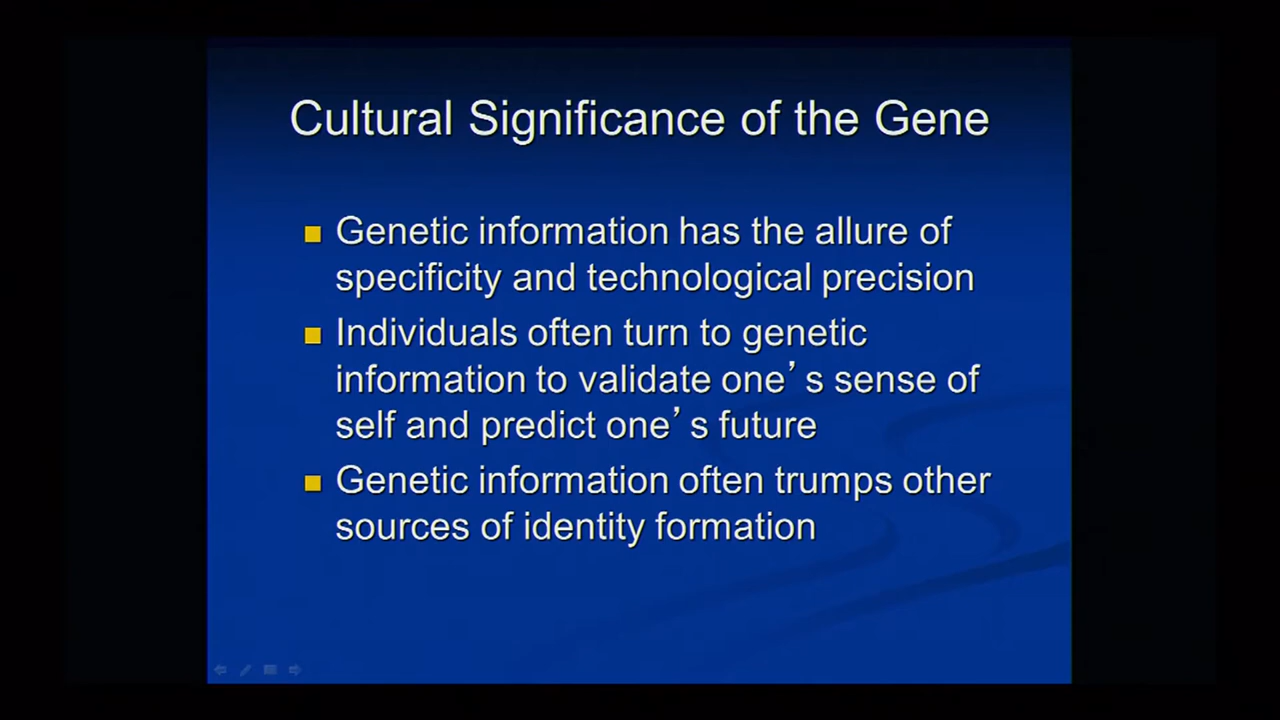 Cultural Significance of the Gene
Genetic information has the allure of
specificity and technological precision
Individuals often turn to genetic
information to validate one’s sense of
self and predict one’s future
Genetic information often trumps other
sources of identity formation